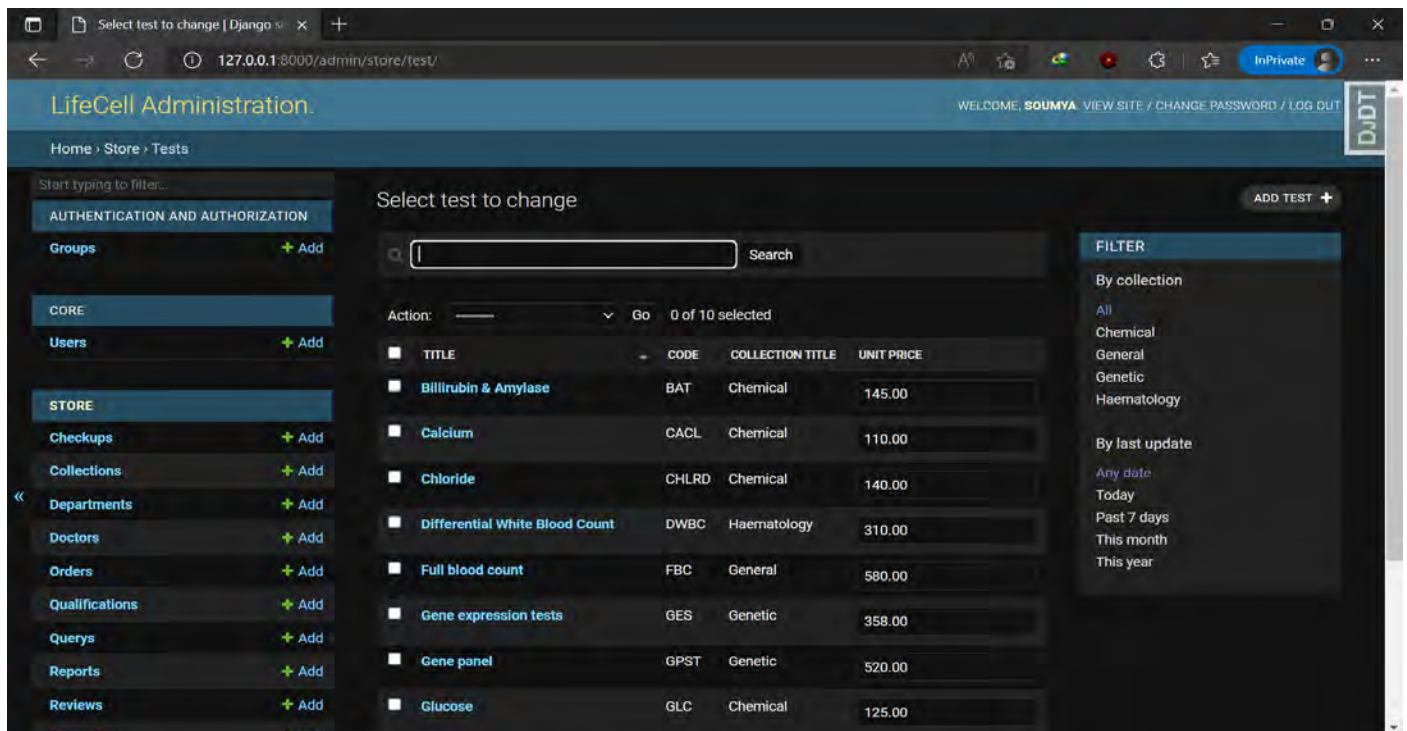 Select test to change | Django s
127.0.0.1:8000/admin/store/test/
InPrivate
LifeCell Administration.
WELCOME, SOUMYA. VIEW SITE / CHANGE PASSWORD / LOG OUT
DJDT
Home › Store › Tests
Start typing to filter...
AUTHENTICATION AND AUTHORIZATION
Groups + Add
CORE
Users + Add
STORE
Checkups + Add
Collections + Add
Departments + Add
Doctors + Add
Orders + Add
Qualifications + Add
Querys + Add
Reports + Add
Reviews + Add
«
Select test to change
ADD TEST +
Search
Action: --------- Go 0 of 10 selected
TITLE CODE COLLECTION TITLE UNIT PRICE
Billirubin & Amylase BAT Chemical 145.00
Calcium CACL Chemical 110.00
Chloride CHLRD Chemical 140.00
Differential White Blood Count DWBC Haematology 310.00
Full blood count FBC General 580.00
Gene expression tests GES Genetic 358.00
Gene panel GPST Genetic 520.00
Glucose GLC Chemical 125.00
FILTER
By collection
All
Chemical
General
Genetic
Haematology
By last update
Any date
Today
Past 7 days
This month
This year